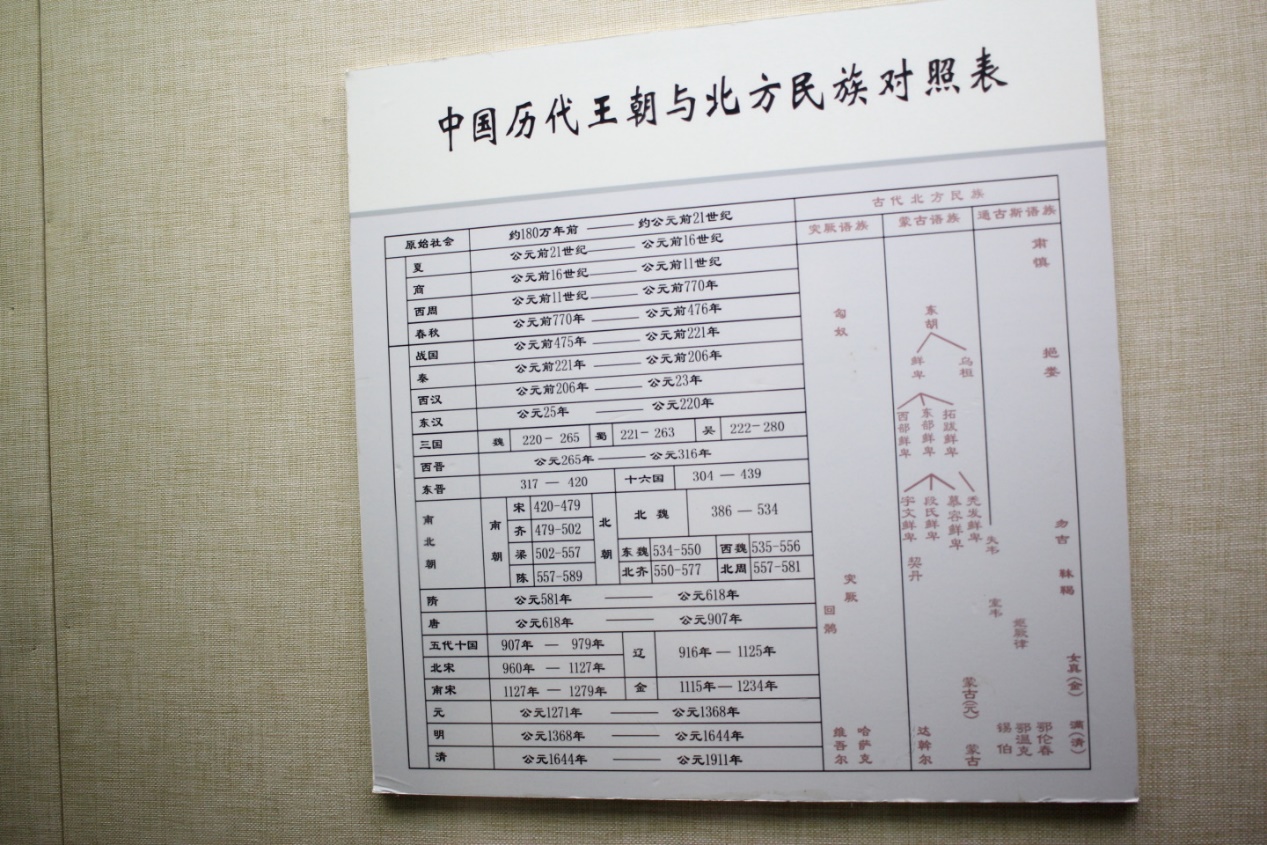 中国历代王朝与北方民族对照表
原始社会 约180万年前 —— 约公元前21世纪
夏 公元前21世纪 —— 公元前16世纪
商 公元前16世纪 —— 公元前11世纪
西周 公元前11世纪 —— 公元前770年
春秋 公元前770年 —— 公元前476年
战国 公元前475年 —— 公元前221年
秦 公元前221年 —— 公元前206年
西汉 公元前206年 —— 公元23年
东汉 公元25年 —— 公元220年
三国 魏 220-265 蜀 221-263 吴 222-280
西晋 公元265年 —— 公元316年
东晋 317 — 420 十六国 304 — 439
南北朝 南朝 宋 420-479 北朝 北魏 386 — 534
齐 479-502
梁 502-557 东魏 534-550 西魏 535-556
陈 557-589 北齐 550-577 北周 557-581
隋 公元581年 —— 公元618年
唐 公元618年 —— 公元907年
五代十国 907年 — 979年 辽 916年 — 1125年
北宋 960年 — 1127年
南宋 1127年 — 1279年 金 1115年 — 1234年
元 公元1271年 —— 公元1368年
明 公元1368年 —— 公元1644年
清 公元1644年 —— 公元1911年
古代北方民族
突厥语族 蒙古语族 通古斯语族
匈奴
突厥
回鹘
维吾尔
哈萨克
东胡
鲜卑
乌桓
西部鲜卑
东部鲜卑
拓跋鲜卑
宇文鲜卑
段氏鲜卑
慕容鲜卑
秃发鲜卑
契丹
失韦
室韦
蒙古(元)
达斡尔
蒙古
肃慎
挹娄
勿吉
靺鞨
女真(金)
锡伯
鄂温克
鄂伦春
满(清)